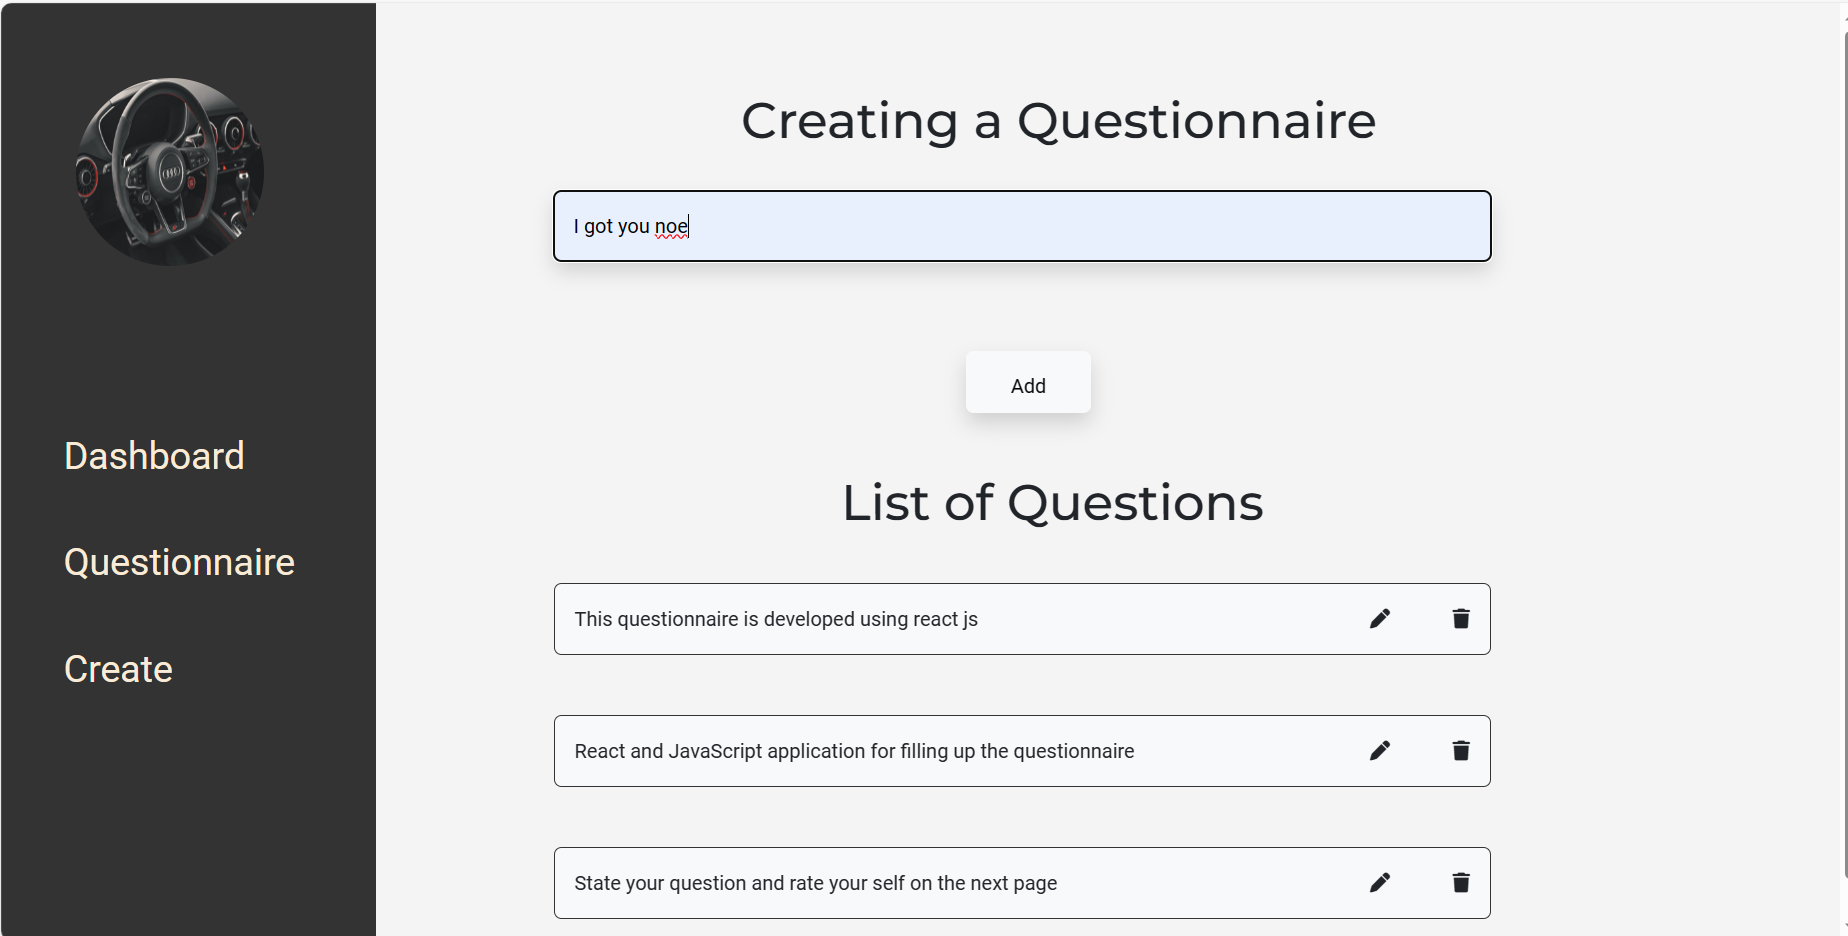 Creating a Questionnaire
I got you noe
Add
Dashboard
List of Questions
Questionnaire
This questionnaire is developed using react js
Create
React and JavaScript application for filling up the questionnaire
State your question and rate your self on the next page